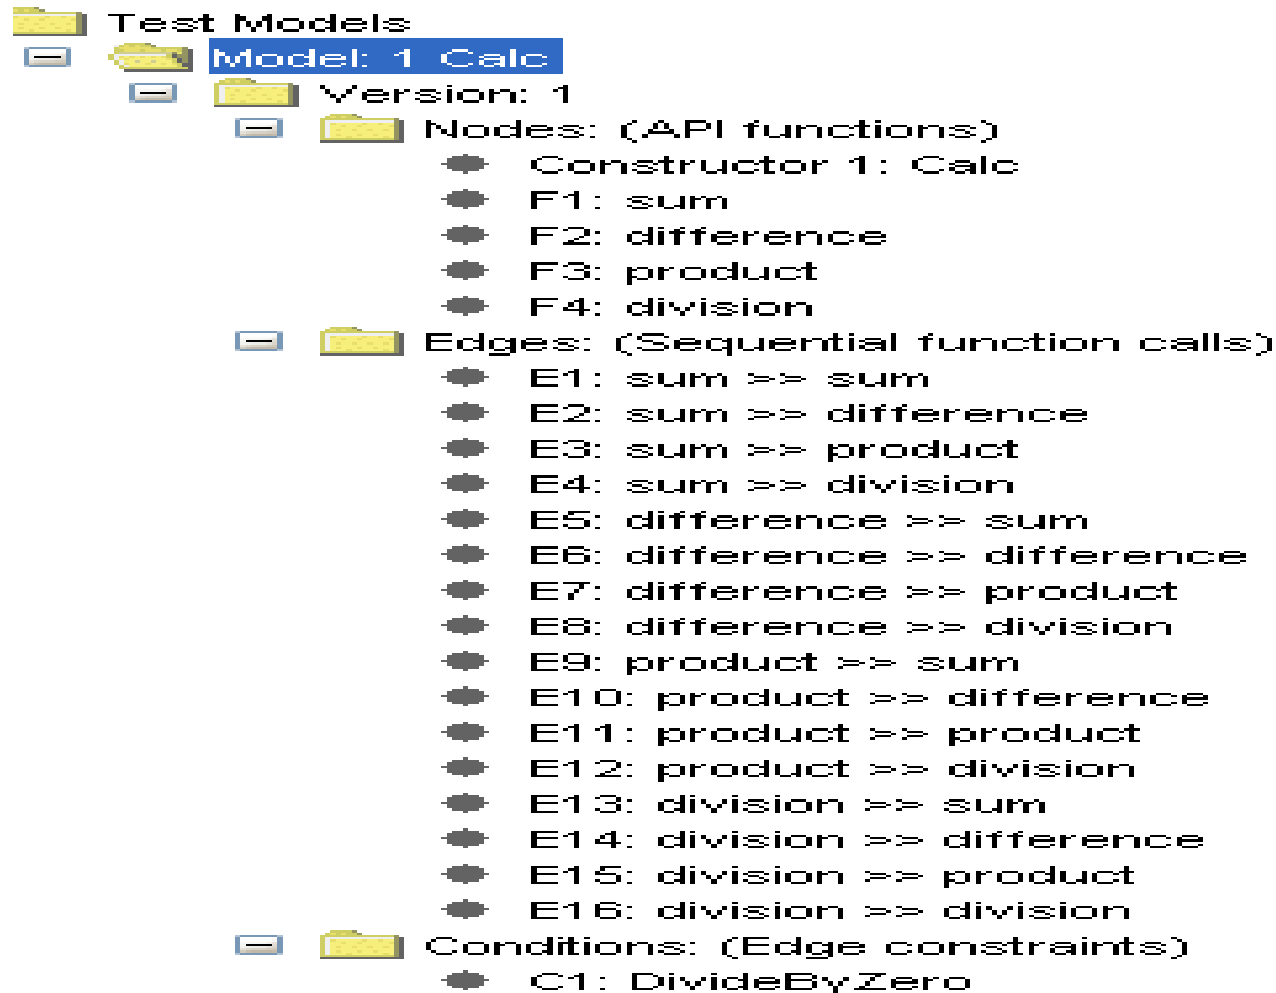 Test Models
Model: 1 Calc
Version: 1
Nodes: (API functions)
Constructor 1: Calc
F1: sum
F2: difference
F3: product
F4: division
Edges: (Sequential function calls)
E1: sum >> sum
E2: sum >> difference
E3: sum >> product
E4: sum >> division
E5: difference >> sum
E6: difference >> difference
E7: difference >> product
E8: difference >> division
E9: product >> sum
E10: product >> difference
E11: product >> product
E12: product >> division
E13: division >> sum
E14: division >> difference
E15: division >> product
E16: division >> division
Conditions: (Edge constraints)
C1: DivideByZero